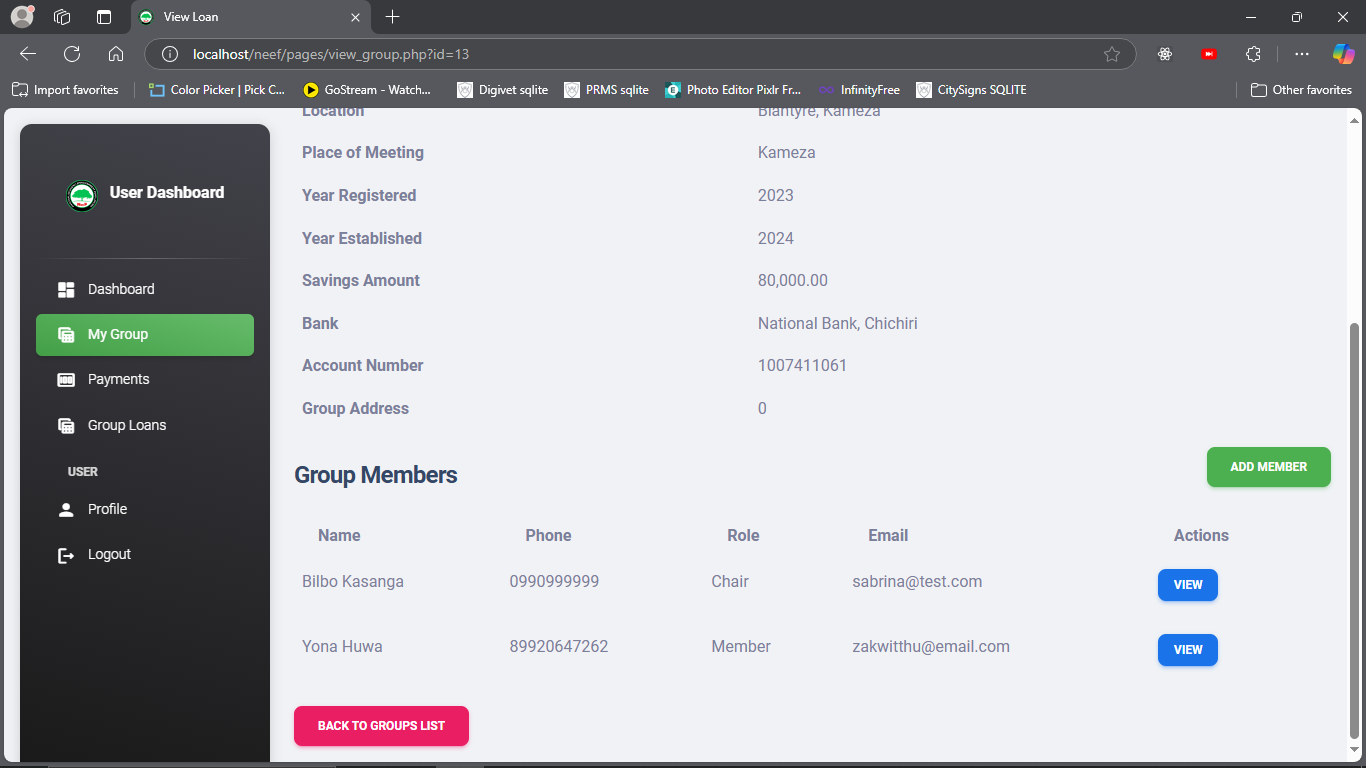 View Loan
localhost/neef/pages/view_group.php?id=13
Import favorites
Color Picker | Pick C...
GoStream - Watch...
Digivet sqlite
PRMS sqlite
Photo Editor Pixlr Fr...
InfinityFree
CitySigns SQLITE
Other favorites
User Dashboard
Dashboard
My Group
Payments
Group Loans
USER
Profile
Logout
Location Blantyre, Kameza
Place of Meeting Kameza
Year Registered 2023
Year Established 2024
Savings Amount 80,000.00
Bank National Bank, Chichiri
Account Number 1007411061
Group Address 0
Group Members
ADD MEMBER
Name Phone Role Email Actions
Bilbo Kasanga 0990999999 Chair sabrina@test.com VIEW
Yona Huwa 89920647262 Member zakwitthu@email.com VIEW
BACK TO GROUPS LIST